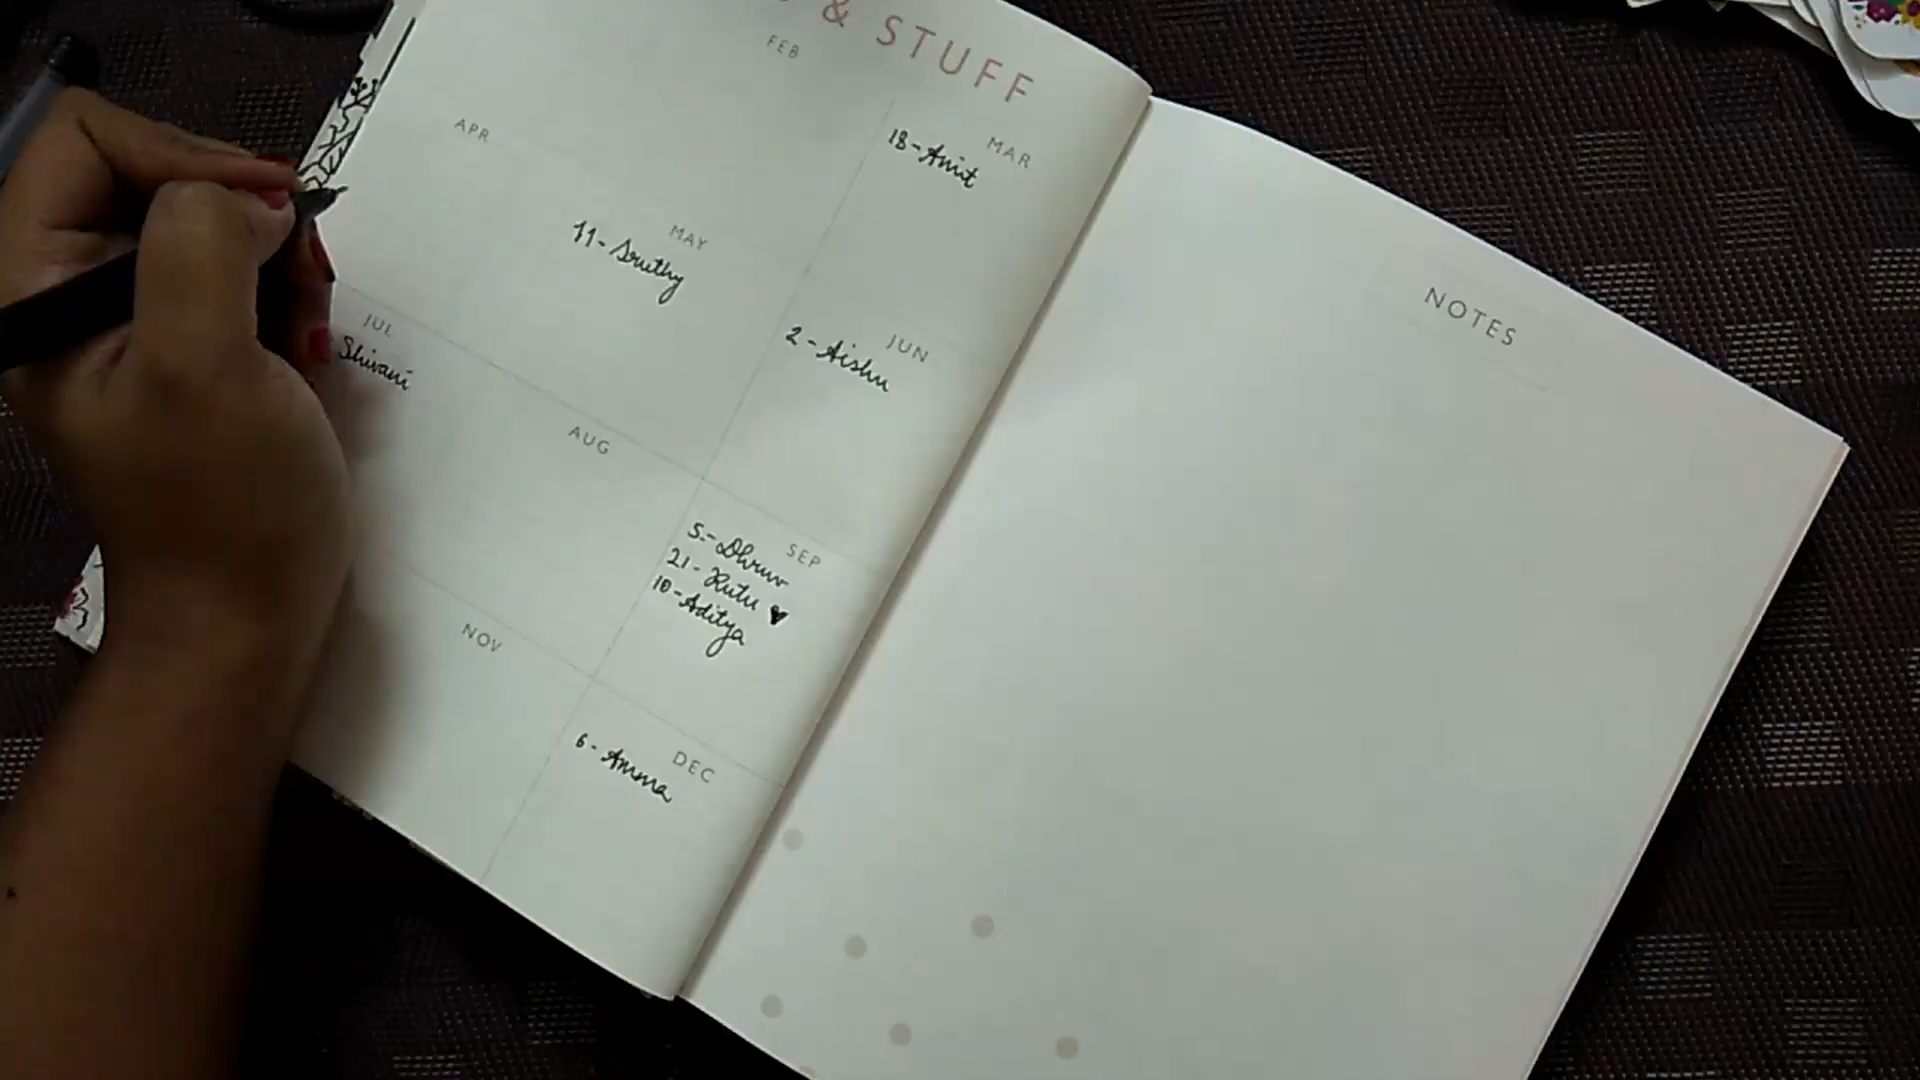 & STUFF
FEB
MAR
18-Amit
APR
MAY
11-Sruthy
JUN
2-Aishu
JUL
Shivani
AUG
SEP
5-Dhruv
21-Rutu ♥
10-Aditya
NOV
DEC
6-Amma
NOTES